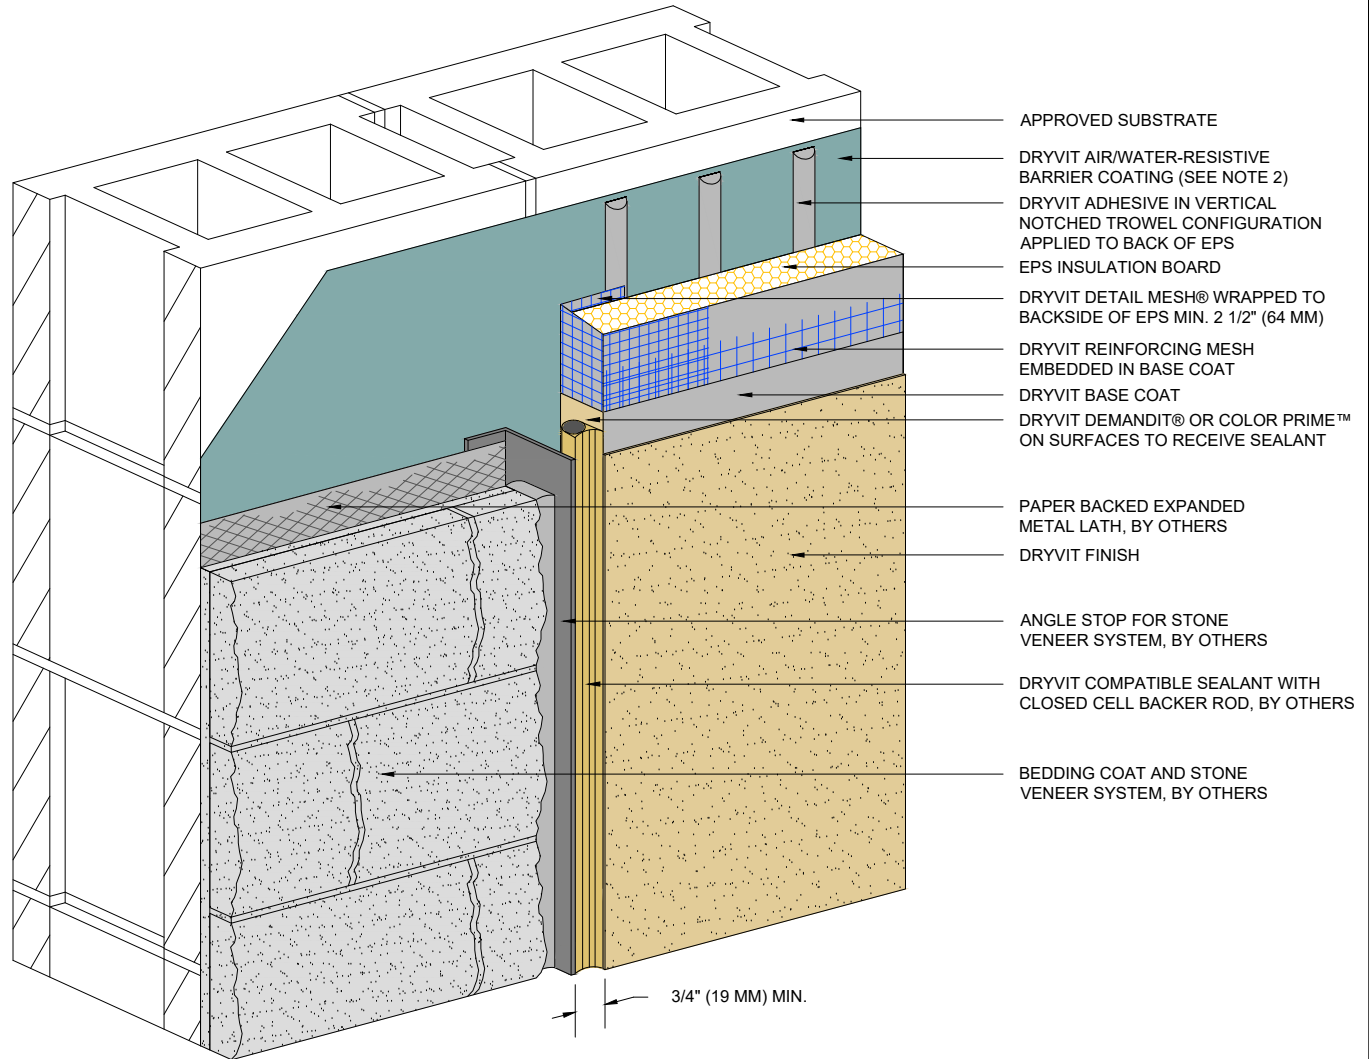 APPROVED SUBSTRATE
DRYVIT AIR/WATER-RESISTIVE
BARRIER COATING (SEE NOTE 2)
DRYVIT ADHESIVE IN VERTICAL
NOTCHED TROWEL CONFIGURATION
APPLIED TO BACK OF EPS
EPS INSULATION BOARD
DRYVIT DETAIL MESH® WRAPPED TO
BACKSIDE OF EPS MIN. 2 1/2" (64 MM)
DRYVIT REINFORCING MESH
EMBEDDED IN BASE COAT
DRYVIT BASE COAT
DRYVIT DEMANDIT® OR COLOR PRIME™
ON SURFACES TO RECEIVE SEALANT
PAPER BACKED EXPANDED
METAL LATH, BY OTHERS
DRYVIT FINISH
ANGLE STOP FOR STONE
VENEER SYSTEM, BY OTHERS
DRYVIT COMPATIBLE SEALANT WITH
CLOSED CELL BACKER ROD, BY OTHERS
BEDDING COAT AND STONE
VENEER SYSTEM, BY OTHERS
3/4" (19 MM) MIN.